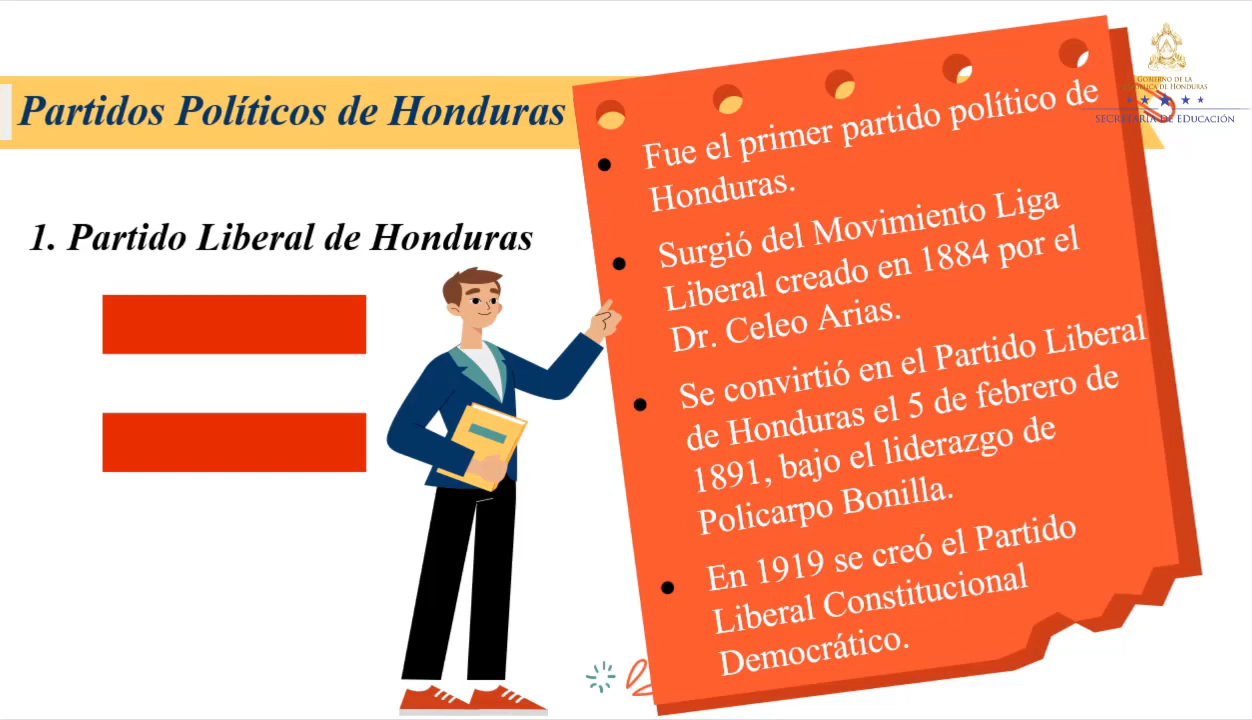 Partidos Políticos de Honduras
1. Partido Liberal de Honduras
Fue el primer partido político de
Honduras.
Surgió del Movimiento Liga
Liberal creado en 1884 por el
Dr. Celeo Arias.
Se convirtió en el Partido Liberal
de Honduras el 5 de febrero de
1891, bajo el liderazgo de
Policarpo Bonilla.
En 1919 se creó el Partido
Liberal Constitucional
Democrático.
GOBIERNO DE LA
REPÚBLICA DE HONDURAS
SECRETARÍA DE EDUCACIÓN